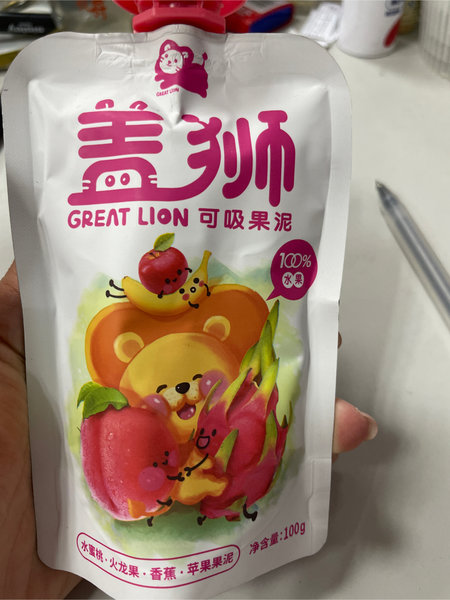 GREAT LION
盖狮
GREAT LION 可吸果泥
100%
水果
水蜜桃·火龙果·香蕉·苹果果泥
净含量:100g